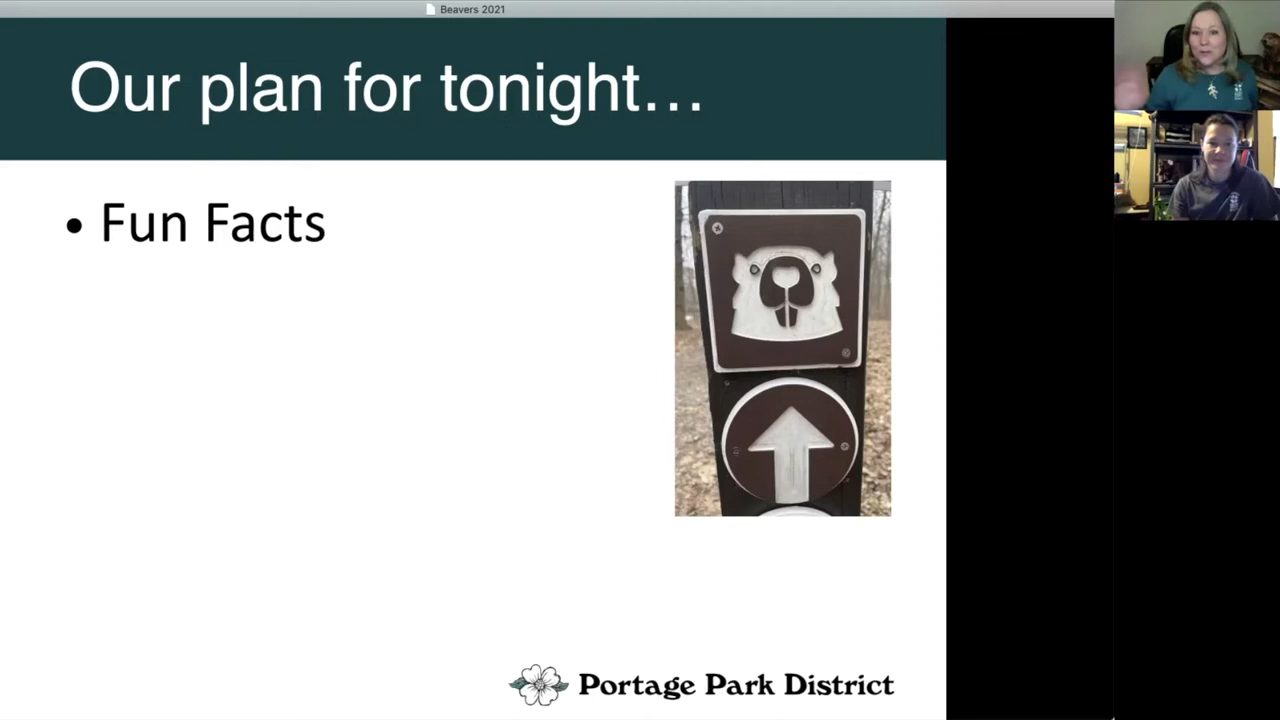 Beavers 2021
Our plan for tonight…
• Fun Facts
Portage Park District